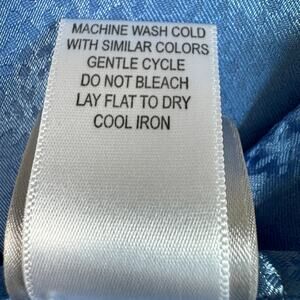 MACHINE WASH COLD
WITH SIMILAR COLORS
GENTLE CYCLE
DO NOT BLEACH
LAY FLAT TO DRY
COOL IRON